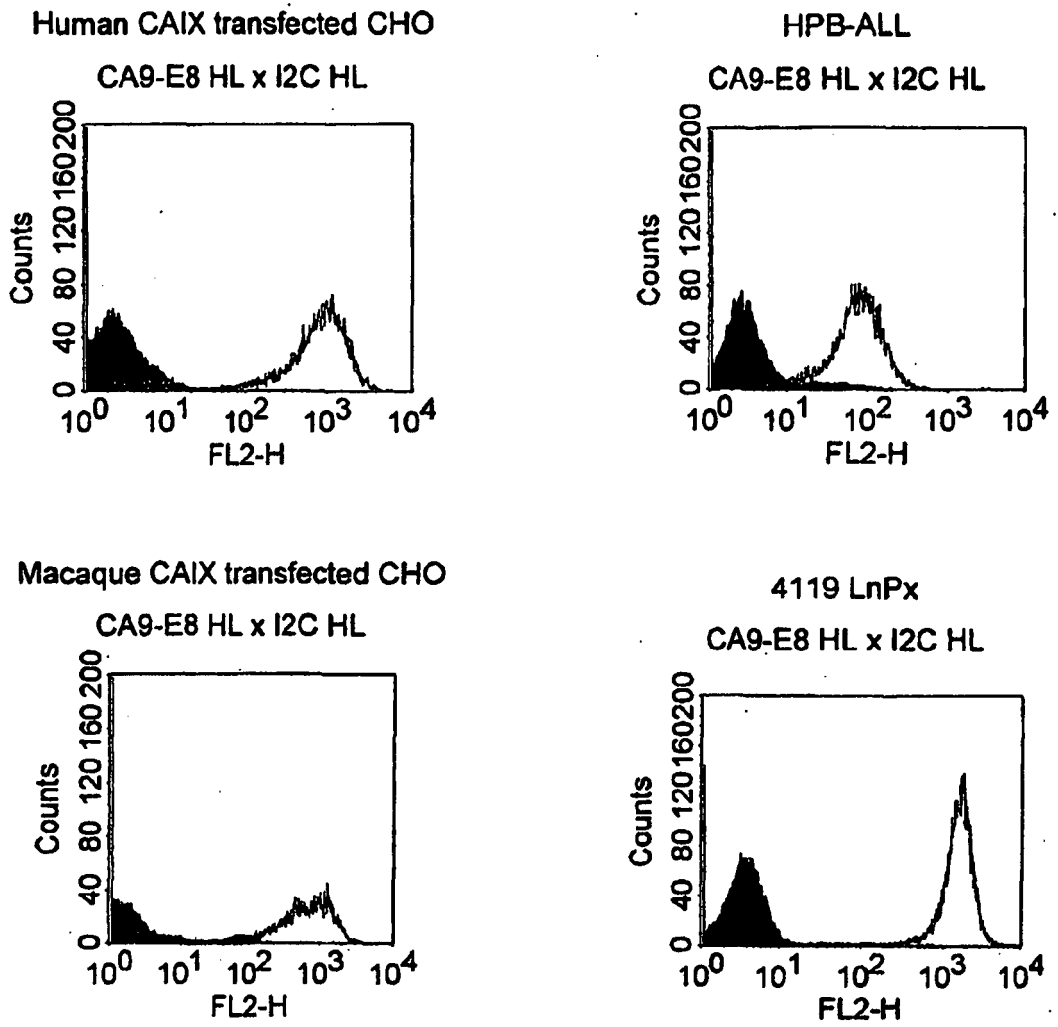 Human CAIX transfected CHO
CA9-E8 HL x I2C HL
Counts
200
160
120
80
40
0
10^0 10^1 10^2 10^3 10^4
FL2-H
HPB-ALL
CA9-E8 HL x I2C HL
Counts
200
160
120
80
40
0
10^0 10^1 10^2 10^3 10^4
FL2-H
Macaque CAIX transfected CHO
CA9-E8 HL x I2C HL
Counts
200
160
120
80
40
0
10^0 10^1 10^2 10^3 10^4
FL2-H
4119 LnPx
CA9-E8 HL x I2C HL
Counts
200
160
120
80
40
0
10^0 10^1 10^2 10^3 10^4
FL2-H